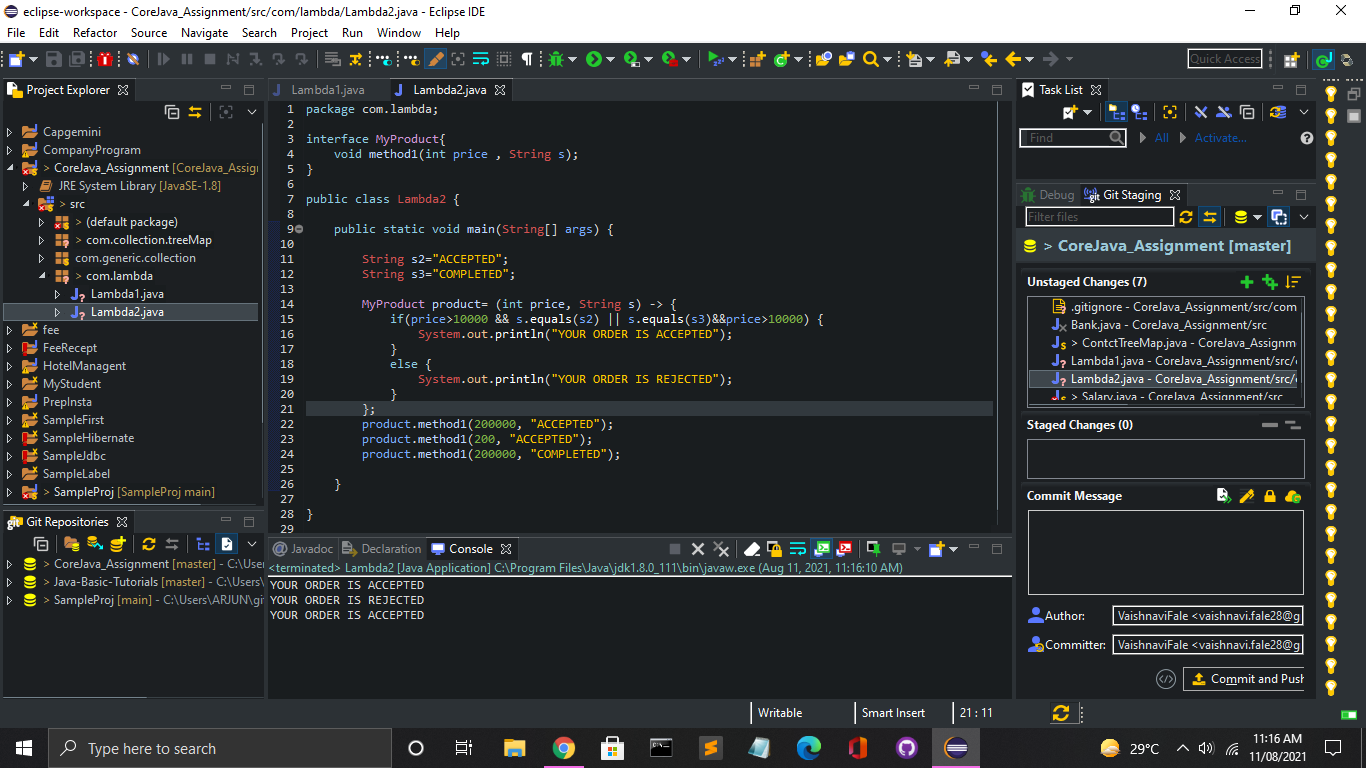 eclipse-workspace - CoreJava_Assignment/src/com/lambda/Lambda2.java - Eclipse IDE
File Edit Refactor Source Navigate Search Project Run Window Help
Quick Access
Project Explorer
Capgemini
CompanyProgram
> CoreJava_Assignment [CoreJava_Assign
JRE System Library [JavaSE-1.8]
> src
> (default package)
> com.collection.treeMap
com.generic.collection
> com.lambda
Lambda1.java
Lambda2.java
fee
FeeRecept
HotelManagent
MyStudent
PrepInsta
SampleFirst
SampleHibernate
SampleJdbc
SampleLabel
> SampleProj [SampleProj main]
Git Repositories
> CoreJava_Assignment [master] - C:\User
> Java-Basic-Tutorials [master] - C:\Users\
> SampleProj [main] - C:\Users\ARJUN\gi
Lambda1.java Lambda2.java
1 package com.lambda;
2
3 interface MyProduct{
4 void method1(int price , String s);
5 }
6
7 public class Lambda2 {
8
9 public static void main(String[] args) {
10
11 String s2="ACCEPTED";
12 String s3="COMPLETED";
13
14 MyProduct product= (int price, String s) -> {
15 if(price>10000 && s.equals(s2) || s.equals(s3)&&price>10000) {
16 System.out.println("YOUR ORDER IS ACCEPTED");
17 }
18 else {
19 System.out.println("YOUR ORDER IS REJECTED");
20 }
21 };
22 product.method1(200000, "ACCEPTED");
23 product.method1(200, "ACCEPTED");
24 product.method1(200000, "COMPLETED");
25
26 }
27
28 }
29
@ Javadoc Declaration Console
<terminated> Lambda2 [Java Application] C:\Program Files\Java\jdk1.8.0_111\bin\javaw.exe (Aug 11, 2021, 11:16:10 AM)
YOUR ORDER IS ACCEPTED
YOUR ORDER IS REJECTED
YOUR ORDER IS ACCEPTED
Task List
Find All Activate...
Debug Git Staging
Filter files
> CoreJava_Assignment [master]
Unstaged Changes (7)
.gitignore - CoreJava_Assignment/src/com
Bank.java - CoreJava_Assignment/src
> ContctTreeMap.java - CoreJava_Assignm
Lambda1.java - CoreJava_Assignment/src/
Lambda2.java - CoreJava_Assignment/src/
> Salary.java - CoreJava_Assignment/src
Staged Changes (0)
Commit Message
Author: VaishnaviFale <vaishnavi.fale28@g
Committer: VaishnaviFale <vaishnavi.fale28@g
Commit and Push
Writable Smart Insert 21 : 11
Type here to search
29°C
11:16 AM
11/08/2021